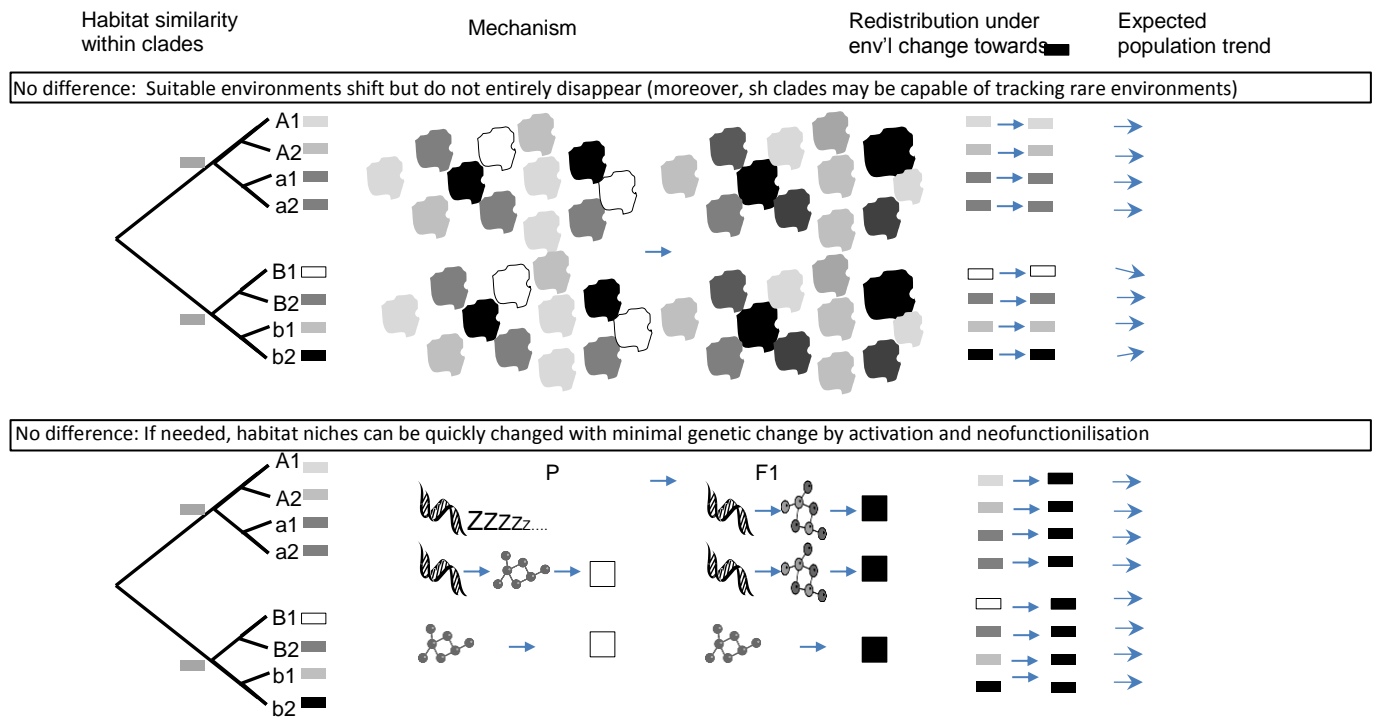 Habitat similarity
within clades
Mechanism
Redistribution under
env'l change towards
Expected
population trend
No difference: Suitable environments shift but do not entirely disappear (moreover, sh clades may be capable of tracking rare environments)
A1
A2
a1
a2
B1
B2
b1
b2
No difference: If needed, habitat niches can be quickly changed with minimal genetic change by activation and neofunctionilisation
A1
A2
a1
a2
B1
B2
b1
b2
P
F1
ZZZZz....